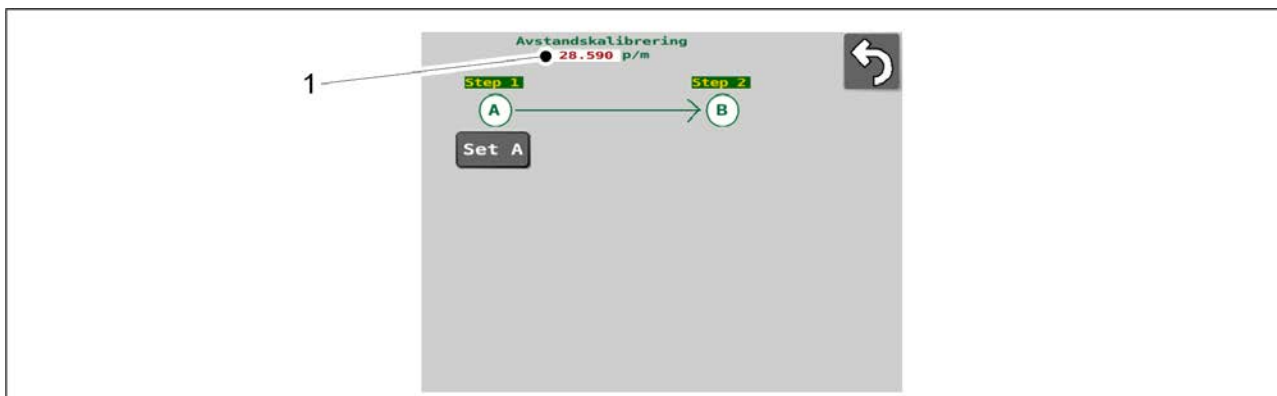 Avstandskalibrering
28.590 p/m
1
Step 1 Step 2
A B
Set A